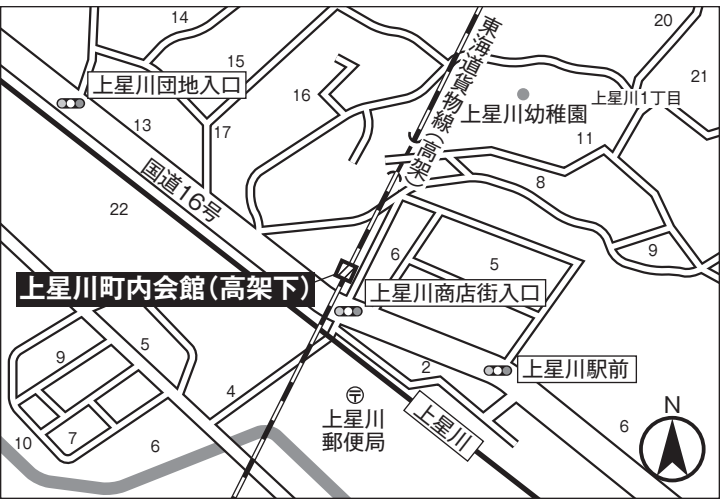 14
20
東海道貨物線(高架)
15
21
上星川団地入口
16
上星川1丁目
上星川幼稚園
13
17
11
国道16号
8
22
9
6
5
上星川町内会館(高架下)
上星川商店街入口
5
9
2
上星川駅前
4
〒
上星川
郵便局
上星川
N
6
10
7
6